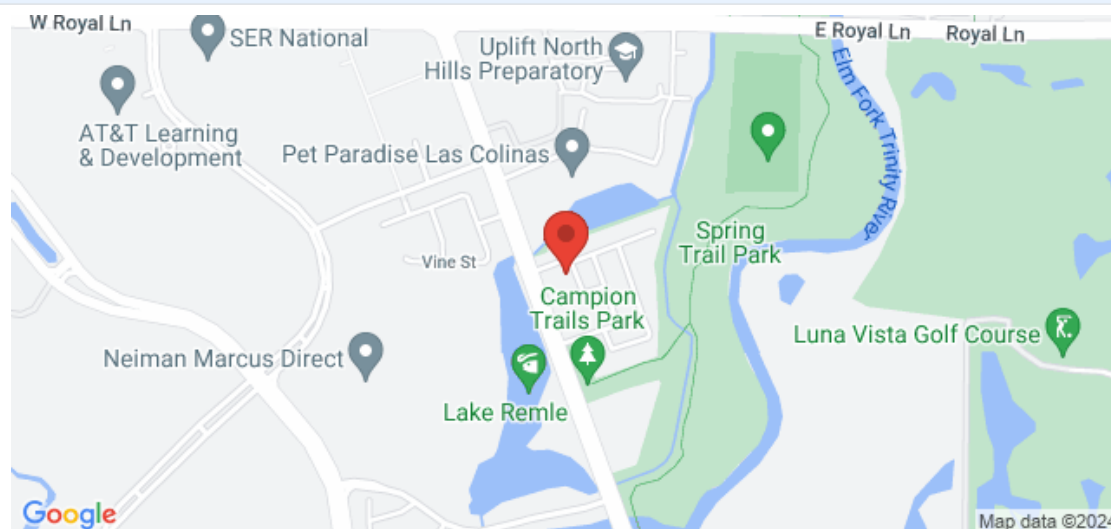 W Royal Ln
E Royal Ln
Royal Ln
SER National
Uplift North
Hills Preparatory
Elm Fork Trinity River
AT&T Learning
& Development
Pet Paradise Las Colinas
Spring
Trail Park
Vine St
Campion
Trails Park
Luna Vista Golf Course
Neiman Marcus Direct
Lake Remle
Google
Map data ©2024